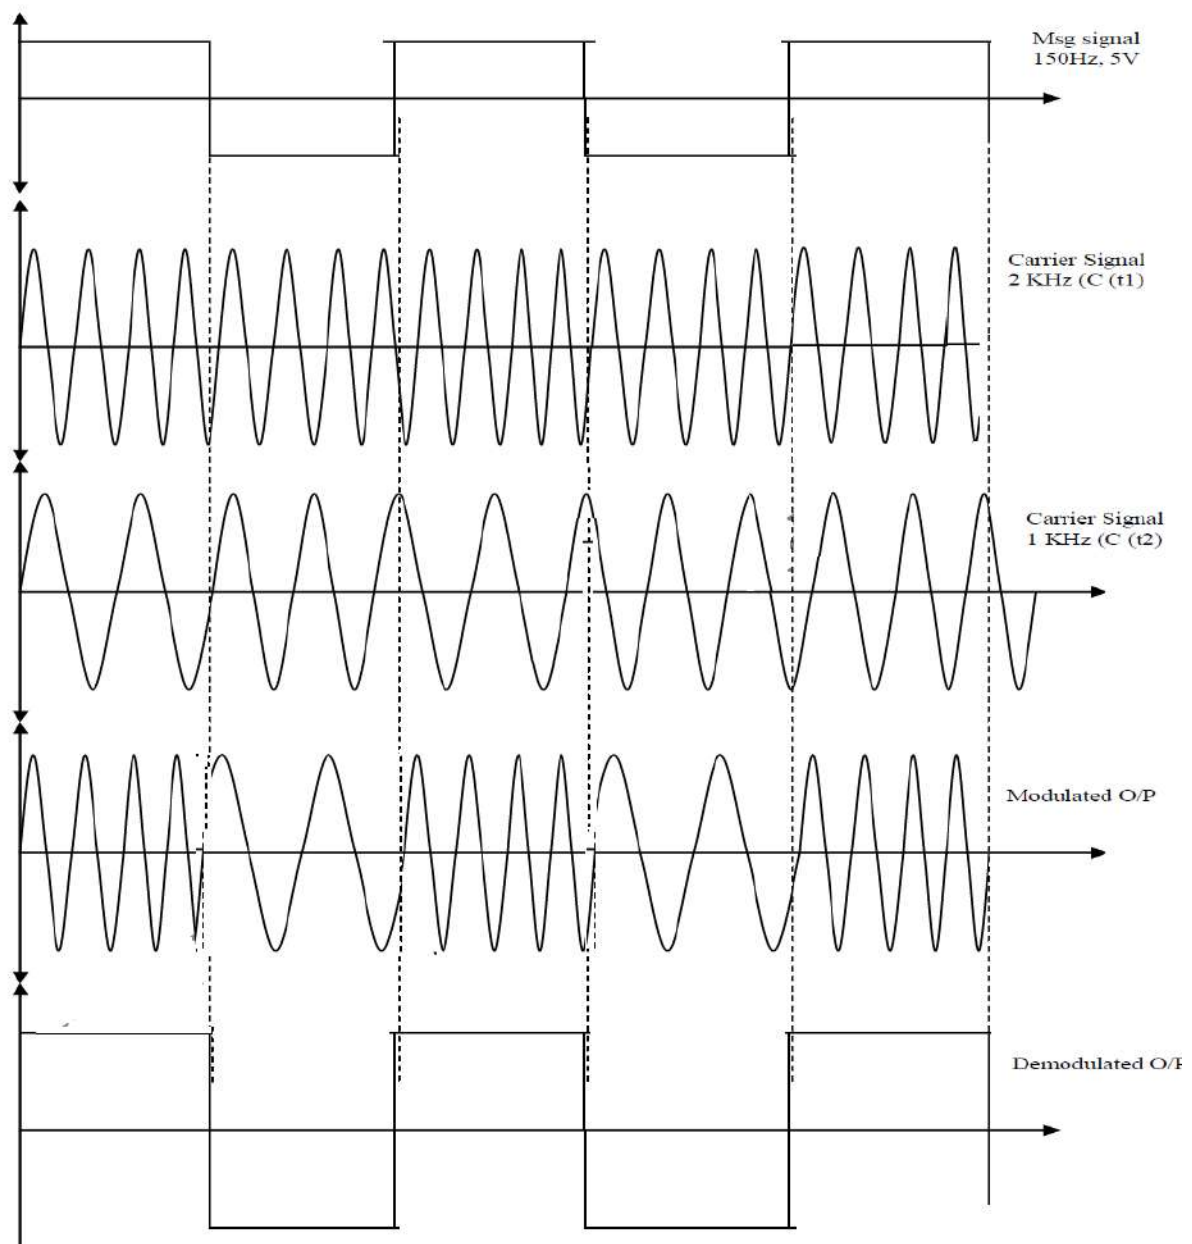 Msg signal
150Hz, 5V
Carrier Signal
2 KHz (C (t1)
Carrier Signal
1 KHz (C (t2)
Modulated O/P
Demodulated O/P